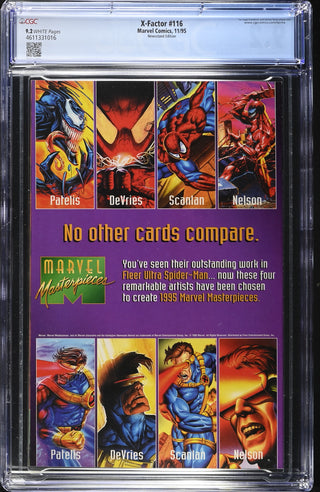 CGC
X-Factor #116
9.2 WHITE Pages
Marvel Comics, 11/95
4611331016
Newsstand Edition
Patelis DeVries Scanlan Nelson
No other cards compare.
MARVEL
Masterpieces
You've seen their outstanding work in
Fleer Ultra Spider-Man... now these four
remarkable artists have been chosen
to create 1995 Marvel Masterpieces.
Patelis DeVries Scanlan Nelson